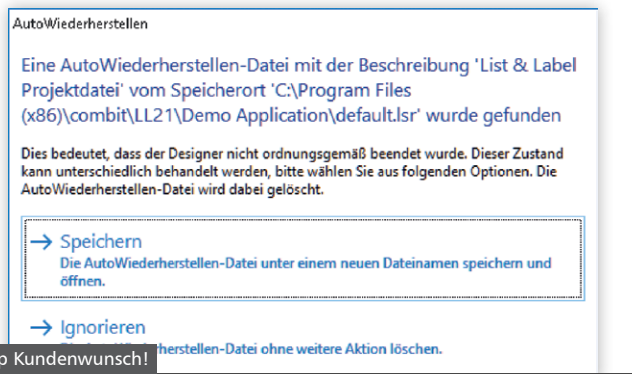 AutoWiederherstellen
Eine AutoWiederherstellen-Datei mit der Beschreibung 'List & Label
Projektdatei' vom Speicherort 'C:\Program Files
(x86)\combit\LL21\Demo Application\default.lsr' wurde gefunden
Dies bedeutet, dass der Designer nicht ordnungsgemäß beendet wurde. Dieser Zustand
kann unterschiedlich behandelt werden, bitte wählen Sie aus folgenden Optionen. Die
AutoWiederherstellen-Datei wird dabei gelöscht.
→ Speichern
Die AutoWiederherstellen-Datei unter einem neuen Dateinamen speichern und
öffnen.
→ Ignorieren
herstellen-Datei ohne weitere Aktion löschen.
p Kundenwunsch!